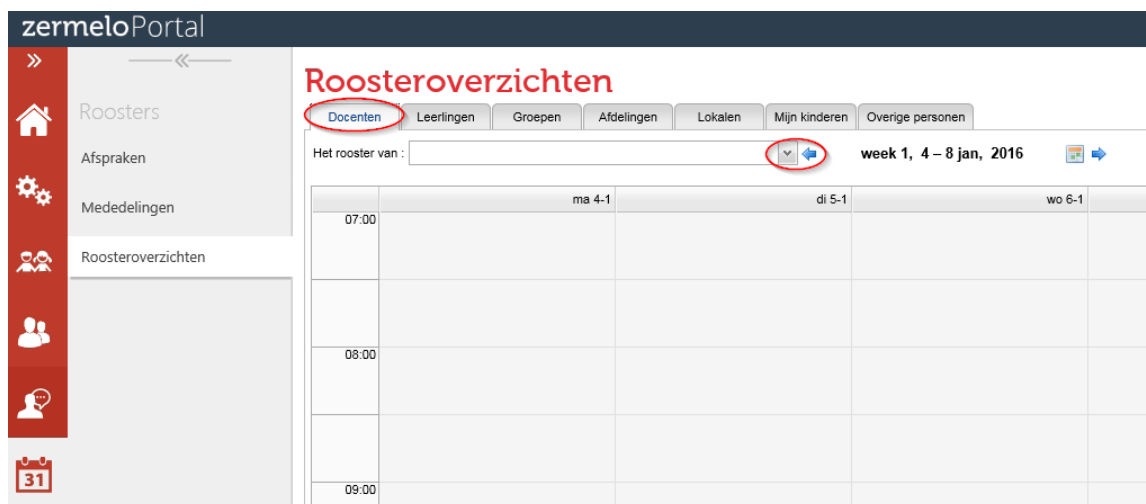 zermeloPortal
Roosters
Afspraken
Mededelingen
Roosteroverzichten
31
Roosteroverzichten
Docenten Leerlingen Groepen Afdelingen Lokalen Mijn kinderen Overige personen
Het rooster van : week 1, 4 – 8 jan, 2016
ma 4-1 di 5-1 wo 6-1
07:00
08:00
09:00